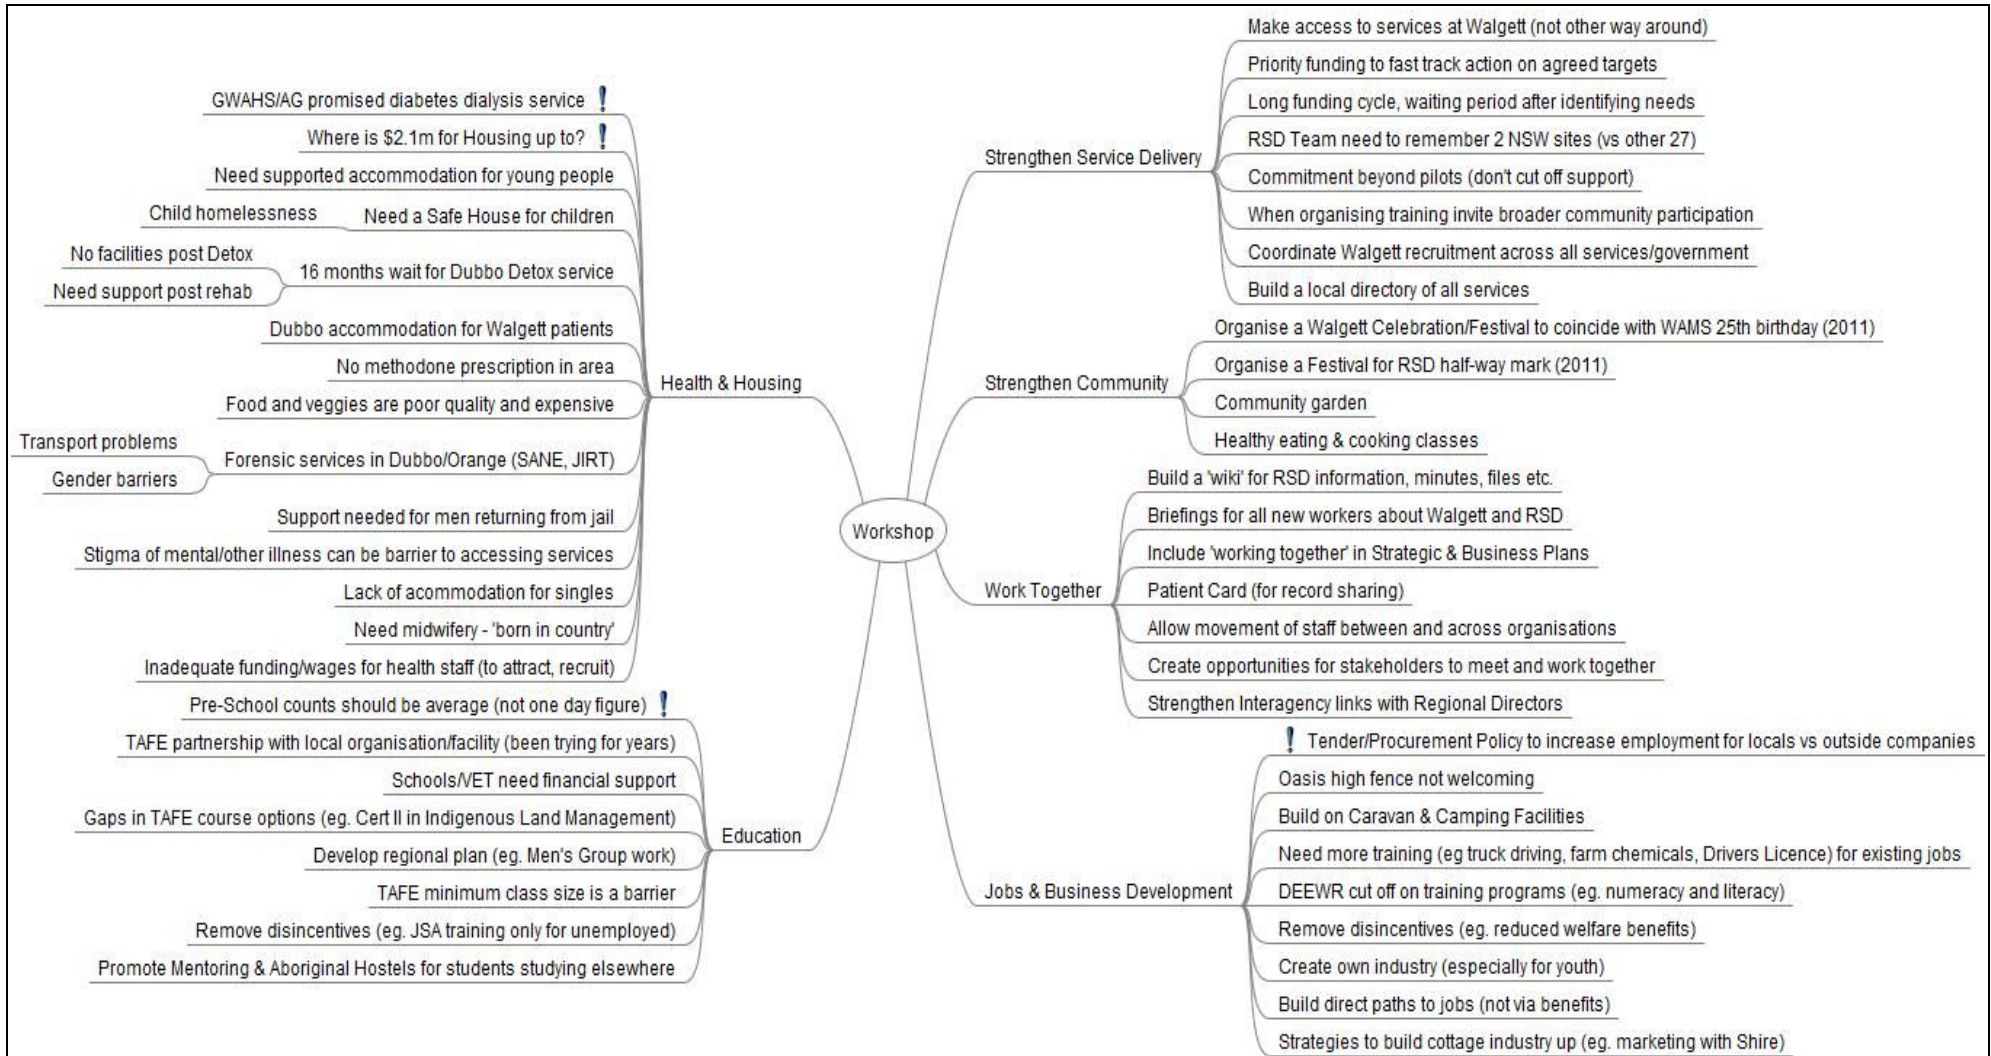 Workshop
Health & Housing
GWAHS/AG promised diabetes dialysis service !
Where is $2.1m for Housing up to? !
Need supported accommodation for young people
Need a Safe House for children
Child homelessness
16 months wait for Dubbo Detox service
No facilities post Detox
Need support post rehab
Dubbo accommodation for Walgett patients
No methodone prescription in area
Food and veggies are poor quality and expensive
Forensic services in Dubbo/Orange (SANE, JIRT)
Transport problems
Gender barriers
Support needed for men returning from jail
Stigma of mental/other illness can be barrier to accessing services
Lack of acommodation for singles
Need midwifery - 'born in country'
Inadequate funding/wages for health staff (to attract, recruit)
Education
Pre-School counts should be average (not one day figure) !
TAFE partnership with local organisation/facility (been trying for years)
Schools/VET need financial support
Gaps in TAFE course options (eg. Cert II in Indigenous Land Management)
Develop regional plan (eg. Men's Group work)
TAFE minimum class size is a barrier
Remove disincentives (eg. JSA training only for unemployed)
Promote Mentoring & Aboriginal Hostels for students studying elsewhere
Strengthen Service Delivery
Make access to services at Walgett (not other way around)
Priority funding to fast track action on agreed targets
Long funding cycle, waiting period after identifying needs
RSD Team need to remember 2 NSW sites (vs other 27)
Commitment beyond pilots (don't cut off support)
When organising training invite broader community participation
Coordinate Walgett recruitment across all services/government
Build a local directory of all services
Strengthen Community
Organise a Walgett Celebration/Festival to coincide with WAMS 25th birthday (2011)
Organise a Festival for RSD half-way mark (2011)
Community garden
Healthy eating & cooking classes
Work Together
Build a 'wiki' for RSD information, minutes, files etc.
Briefings for all new workers about Walgett and RSD
Include 'working together' in Strategic & Business Plans
Patient Card (for record sharing)
Allow movement of staff between and across organisations
Create opportunities for stakeholders to meet and work together
Strengthen Interagency links with Regional Directors
Jobs & Business Development
! Tender/Procurement Policy to increase employment for locals vs outside companies
Oasis high fence not welcoming
Build on Caravan & Camping Facilities
Need more training (eg truck driving, farm chemicals, Drivers Licence) for existing jobs
DEEWR cut off on training programs (eg. numeracy and literacy)
Remove disincentives (eg. reduced welfare benefits)
Create own industry (especially for youth)
Build direct paths to jobs (not via benefits)
Strategies to build cottage industry up (eg. marketing with Shire)